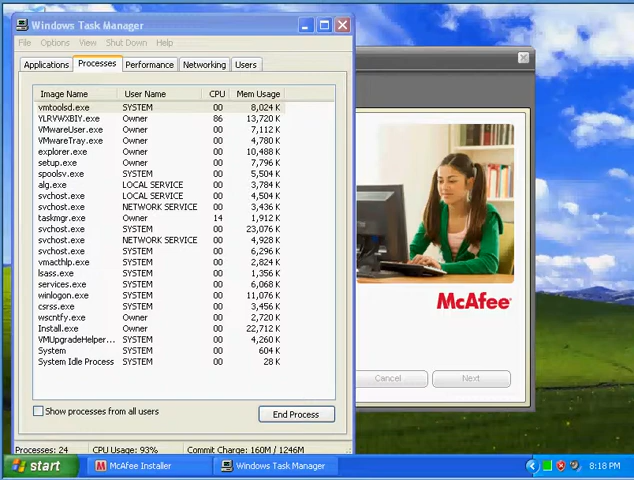 Windows Task Manager
File Options View Shut Down Help
Applications Processes Performance Networking Users
Image Name User Name CPU Mem Usage
vmtoolsd.exe SYSTEM 00 8,024 K
YLRVWXBIY.exe Owner 86 13,720 K
VMwareUser.exe Owner 00 7,112 K
VMwareTray.exe Owner 00 4,780 K
explorer.exe Owner 00 10,488 K
setup.exe Owner 00 7,796 K
spoolsv.exe SYSTEM 00 5,504 K
alg.exe LOCAL SERVICE 00 3,784 K
svchost.exe LOCAL SERVICE 00 4,504 K
svchost.exe NETWORK SERVICE 00 3,436 K
taskmgr.exe Owner 14 1,912 K
svchost.exe SYSTEM 00 23,076 K
svchost.exe NETWORK SERVICE 00 4,928 K
svchost.exe SYSTEM 00 6,296 K
vmacthlp.exe SYSTEM 00 2,824 K
lsass.exe SYSTEM 00 1,356 K
services.exe SYSTEM 00 6,068 K
winlogon.exe SYSTEM 00 11,076 K
csrss.exe SYSTEM 00 3,456 K
wscntfy.exe Owner 00 2,720 K
Install.exe Owner 00 22,712 K
VMUpgradeHelper... SYSTEM 00 4,260 K
System SYSTEM 00 604 K
System Idle Process SYSTEM 00 28 K
Show processes from all users
End Process
Processes: 24 CPU Usage: 93% Commit Charge: 160M / 1246M
McAfee
Cancel Next
start McAfee Installer Windows Task Manager 8:18 PM